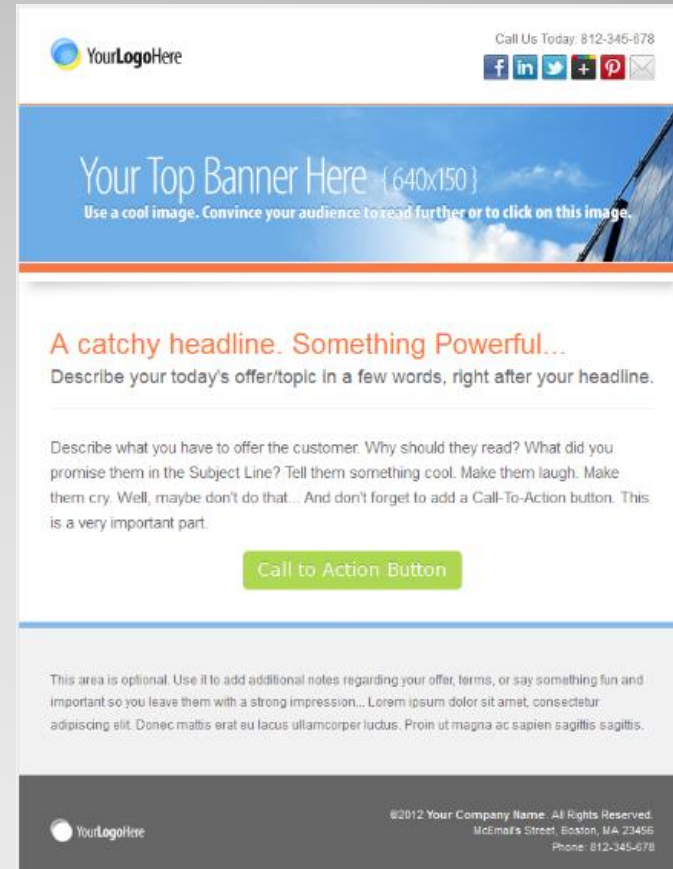 YourLogoHere
Call Us Today: 812-345-678
f in +
Your Top Banner Here {640x150}
Use a cool image. Convince your audience to read further or to click on this image.
A catchy headline. Something Powerful...
Describe your today's offer/topic in a few words, right after your headline.
Describe what you have to offer the customer. Why should they read? What did you
promise them in the Subject Line? Tell them something cool. Make them laugh. Make
them cry. Well, maybe don't do that... And don't forget to add a Call-To-Action button. This
is a very important part.
Call to Action Button
This area is optional. Use it to add additional notes regarding your offer, terms, or say something fun and
important so you leave them with a strong impression... Lorem ipsum dolor sit amet, consectetur
adipiscing elit. Donec mattis erat eu lacus ullamcorper luctus. Proin ut magna ac sapien sagittis sagittis.
YourLogoHere
©2012 Your Company Name. All Rights Reserved.
McEmail's Street, Boston, MA 23456
Phone: 812-345-678